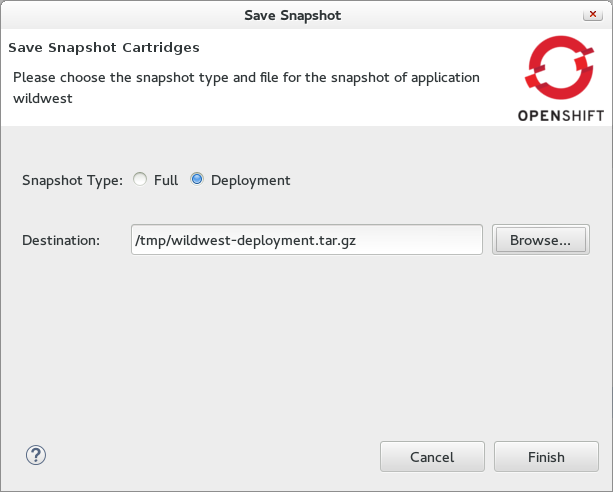 Save Snapshot
Save Snapshot Cartridges
Please choose the snapshot type and file for the snapshot of application
wildwest
OPENSHIFT
Snapshot Type: Full Deployment
Destination: /tmp/wildwest-deployment.tar.gz Browse...
? Cancel Finish